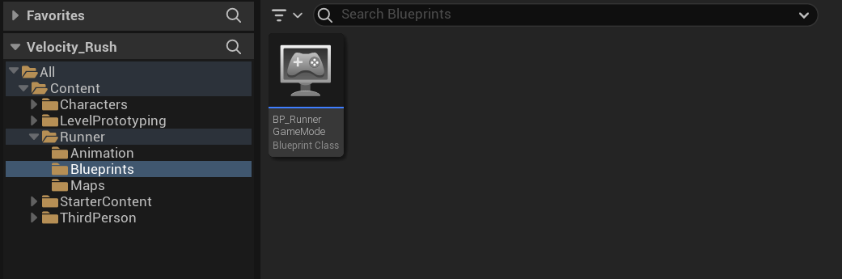 Favorites
Velocity_Rush
All
Content
Characters
LevelPrototyping
Runner
Animation
Blueprints
Maps
StarterContent
ThirdPerson
Search Blueprints
BP_Runner
GameMode
Blueprint Class